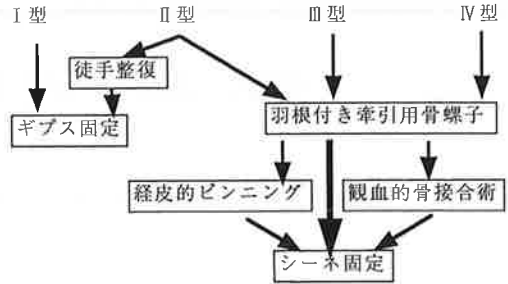 Ⅰ型 Ⅱ型 Ⅲ型 Ⅳ型
徒手整復
ギプス固定 羽根付き牽引用骨螺子
経皮的ピンニング 観血的骨接合術
シーネ固定